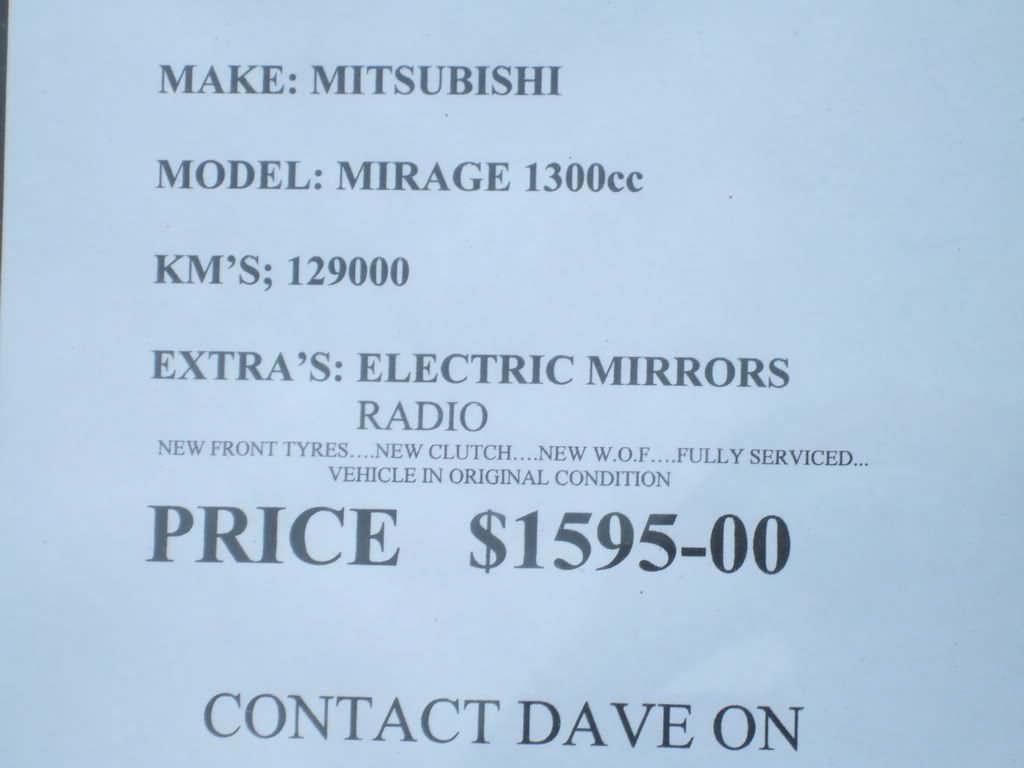 MAKE: MITSUBISHI
MODEL: MIRAGE 1300cc
KM'S; 129000
EXTRA'S: ELECTRIC MIRRORS
RADIO
NEW FRONT TYRES....NEW CLUTCH....NEW W.O.F....FULLY SERVICED...
VEHICLE IN ORIGINAL CONDITION
PRICE $1595-00
CONTACT DAVE ON